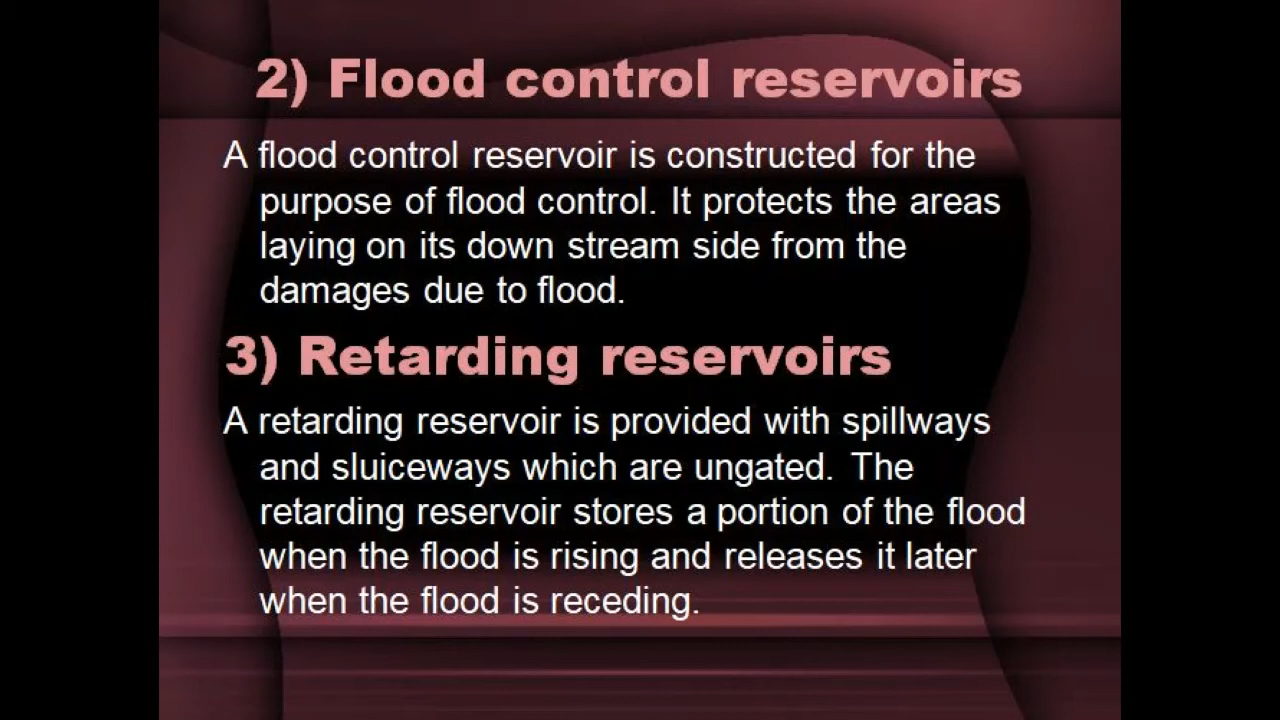 2) Flood control reservoirs
A flood control reservoir is constructed for the
purpose of flood control. It protects the areas
laying on its down stream side from the
damages due to flood.
3) Retarding reservoirs
A retarding reservoir is provided with spillways
and sluiceways which are ungated. The
retarding reservoir stores a portion of the flood
when the flood is rising and releases it later
when the flood is receding.